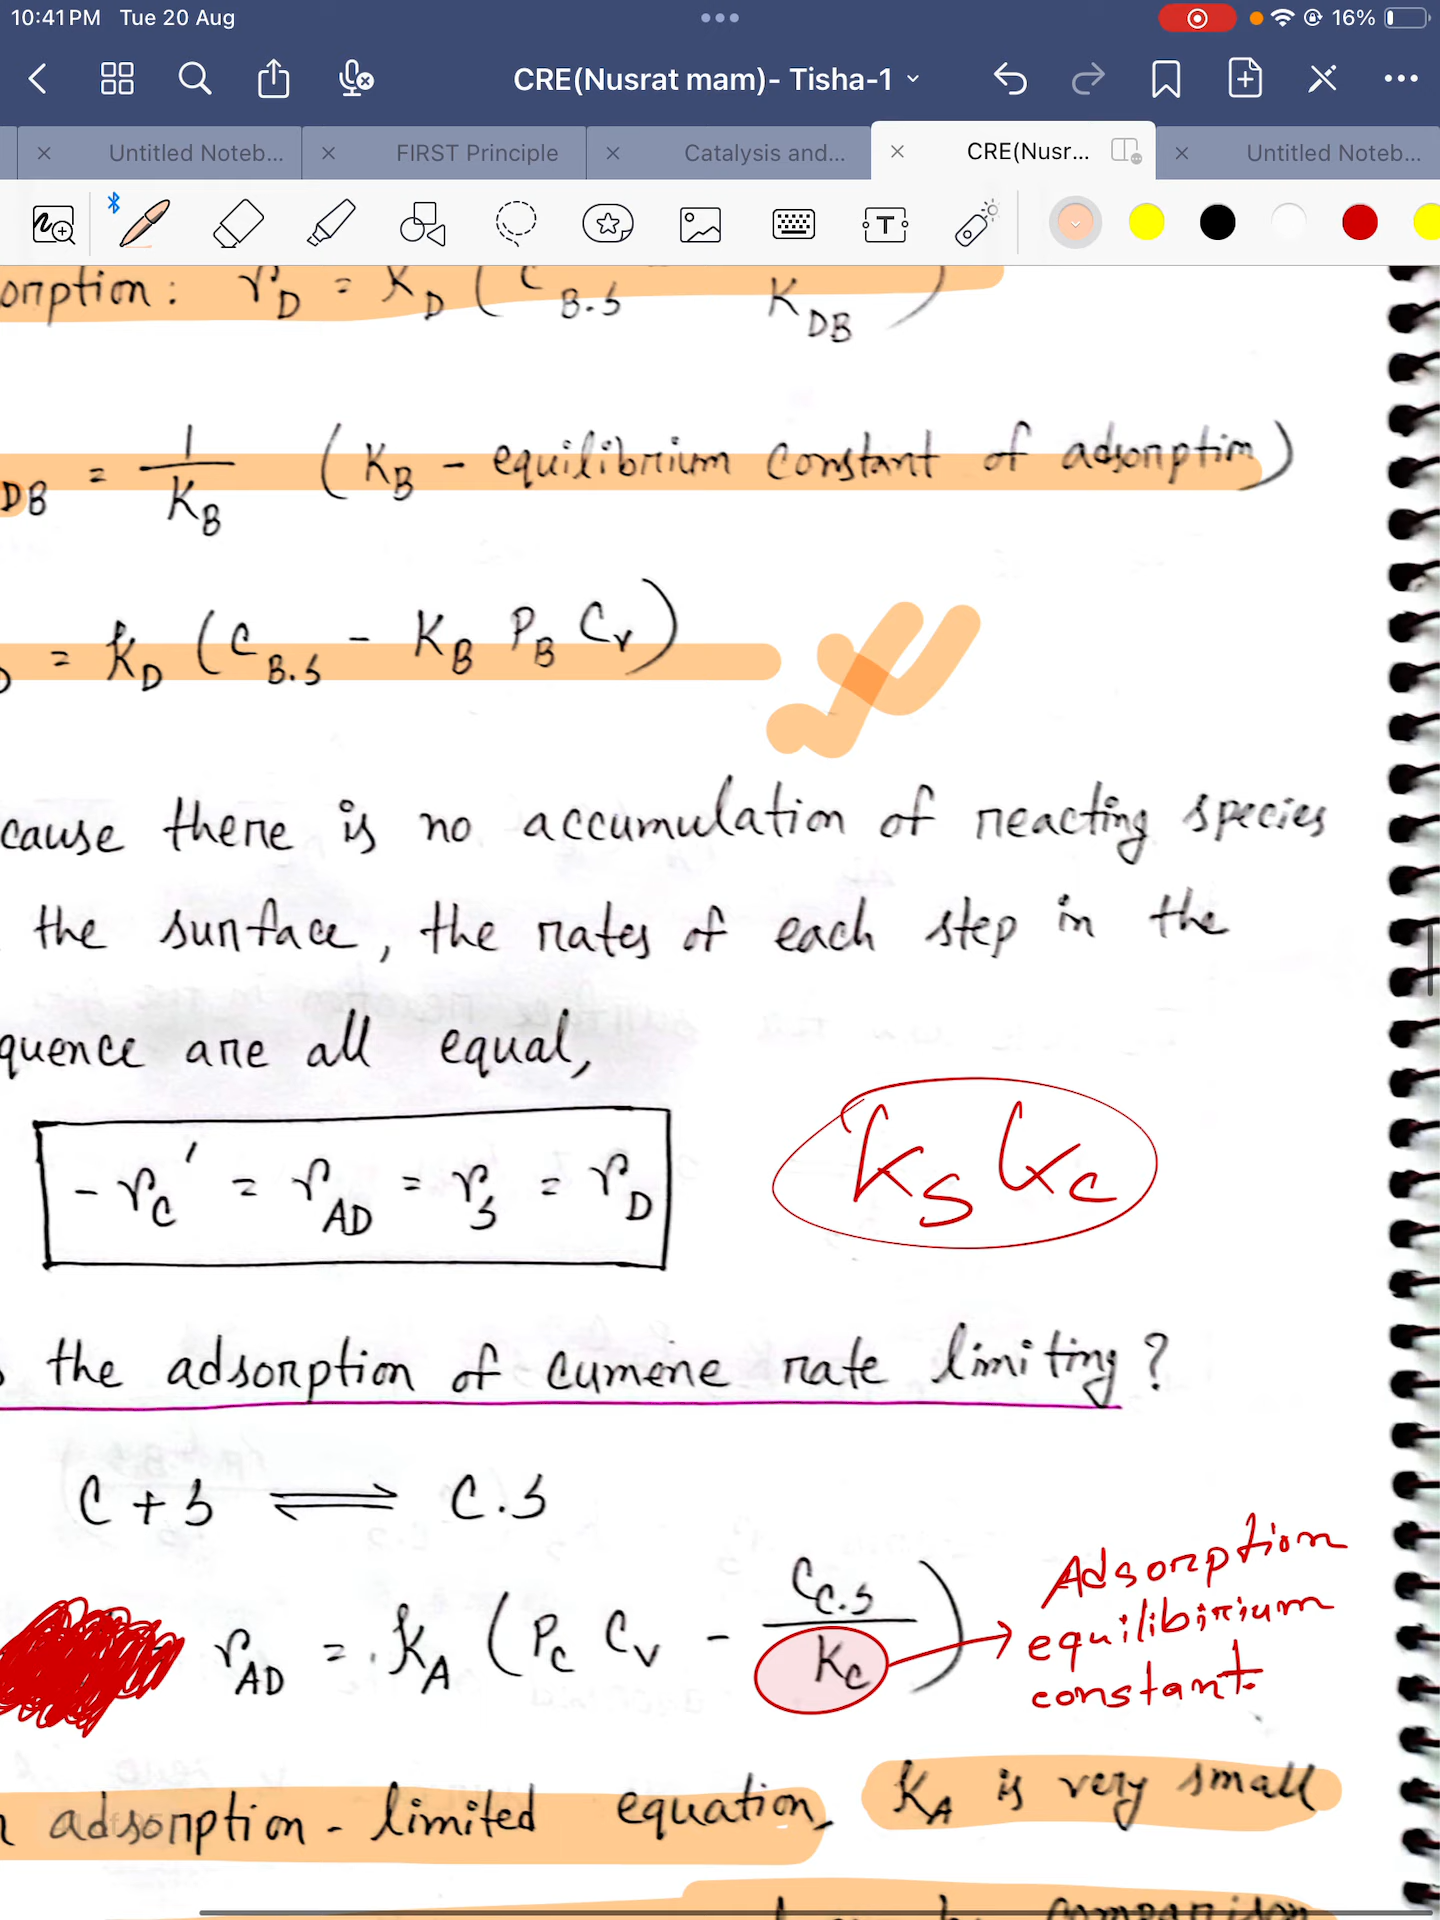 10:41 PM Tue 20 Aug 16%
CRE(Nusrat mam)- Tisha-1
Untitled Noteb... FIRST Principle Catalysis and... CRE(Nusr... Untitled Noteb...
T
orption: r'D = KD ( CB.S KDB )
DB = 1/KB (KB - equilibrium constant of adsorption)
= kD (CB.S - KB PB Cv)
cause there is no accumulation of reacting species
the surface, the rates of each step in the
quence are all equal,
-rC' = rAD = rS = rD
KS KC
the adsorption of cumene rate limiting?
C + S ⇌ C.S
rAD = kA (PC Cv - CC.S/KC)
Adsorption
equilibirium
constant.
adsorption - limited equation, kA is very small
comparison